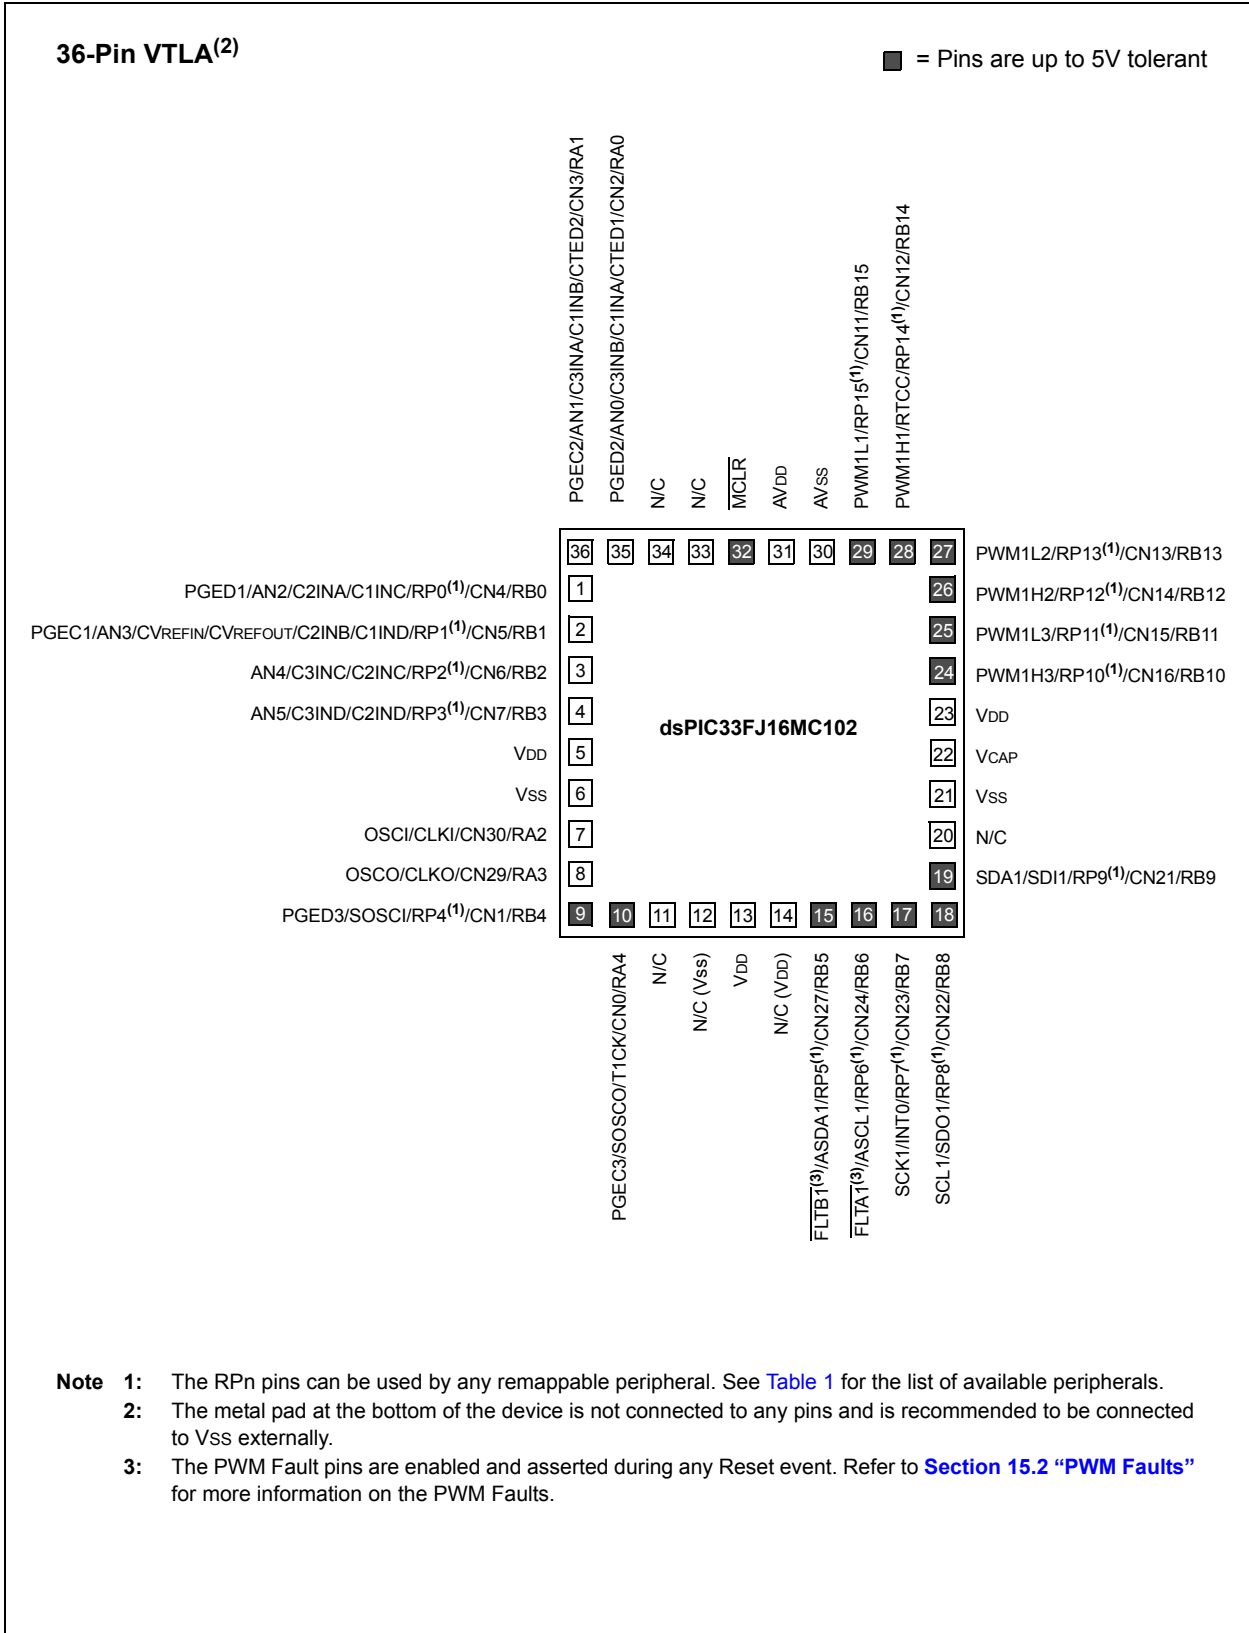 36-Pin VTLA(2)
= Pins are up to 5V tolerant
PGEC2/AN1/C3INA/C1INB/CTED2/CN3/RA1
PGED2/AN0/C3INB/C1INA/CTED1/CN2/RA0
N/C
N/C
MCLR
AVDD
AVSS
PWM1L1/RP15(1)/CN11/RB15
PWM1H1/RTCC/RP14(1)/CN12/RB14
36 35 34 33 32 31 30 29 28 27
PWM1L2/RP13(1)/CN13/RB13
PGED1/AN2/C2INA/C1INC/RP0(1)/CN4/RB0 1
26 PWM1H2/RP12(1)/CN14/RB12
PGEC1/AN3/CVREFIN/CVREFOUT/C2INB/C1IND/RP1(1)/CN5/RB1 2
25 PWM1L3/RP11(1)/CN15/RB11
AN4/C3INC/C2INC/RP2(1)/CN6/RB2 3
24 PWM1H3/RP10(1)/CN16/RB10
AN5/C3IND/C2IND/RP3(1)/CN7/RB3 4
23 VDD
dsPIC33FJ16MC102
VDD 5
22 VCAP
VSS 6
21 VSS
OSCI/CLKI/CN30/RA2 7
20 N/C
OSCO/CLKO/CN29/RA3 8
19 SDA1/SDI1/RP9(1)/CN21/RB9
PGED3/SOSCI/RP4(1)/CN1/RB4
9 10 11 12 13 14 15 16 17 18
PGEC3/SOSCO/T1CK/CN0/RA4
N/C
N/C (Vss)
VDD
N/C (VDD)
FLTB1(3)/ASDA1/RP5(1)/CN27/RB5
FLTA1(3)/ASCL1/RP6(1)/CN24/RB6
SCK1/INT0/RP7(1)/CN23/RB7
SCL1/SDO1/RP8(1)/CN22/RB8
Note 1: The RPn pins can be used by any remappable peripheral. See Table 1 for the list of available peripherals.
2: The metal pad at the bottom of the device is not connected to any pins and is recommended to be connected
to VSS externally.
3: The PWM Fault pins are enabled and asserted during any Reset event. Refer to Section 15.2 “PWM Faults”
for more information on the PWM Faults.